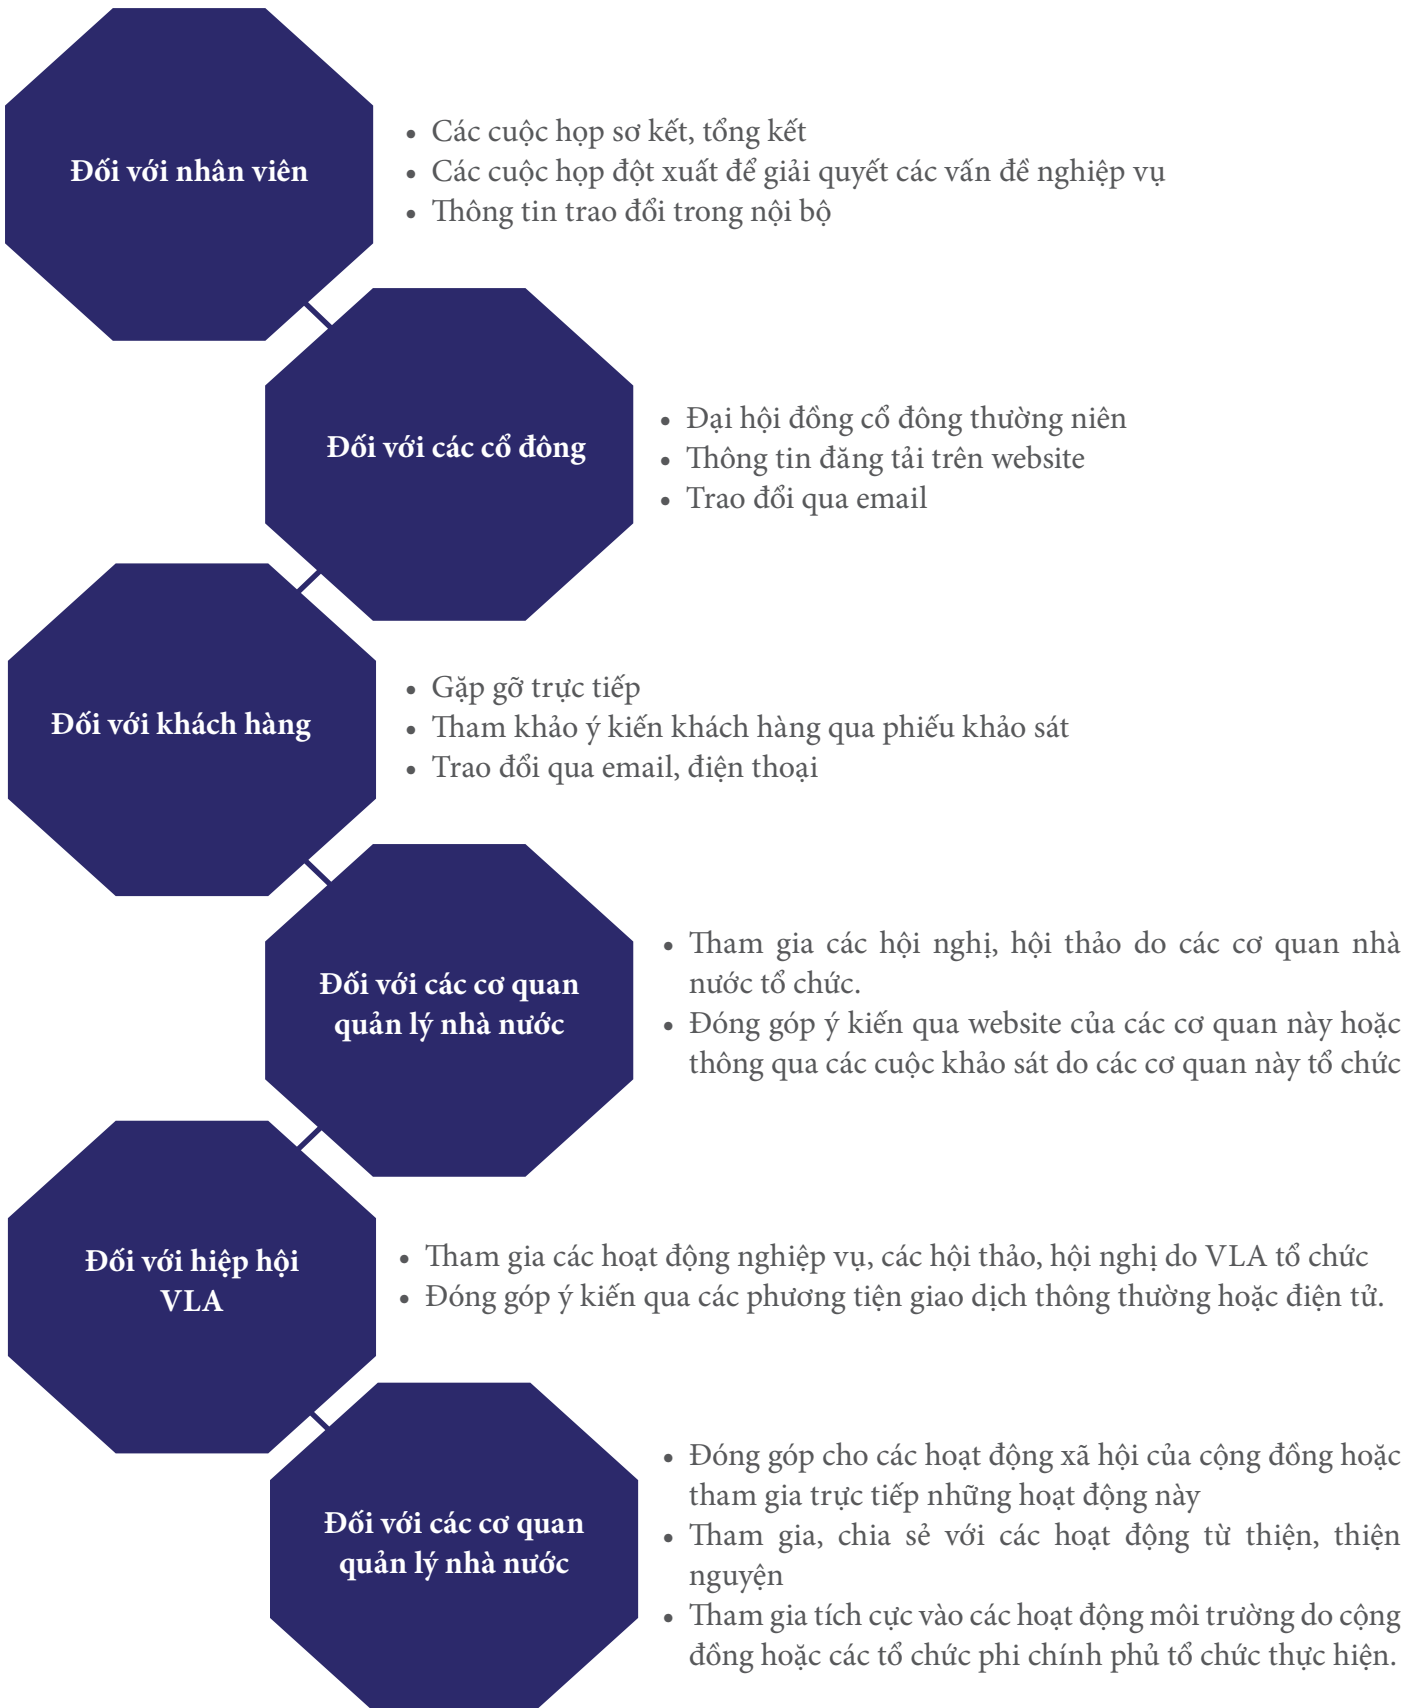 Đối với nhân viên
• Các cuộc họp sơ kết, tổng kết
• Các cuộc họp đột xuất để giải quyết các vấn đề nghiệp vụ
• Thông tin trao đổi trong nội bộ
Đối với các cổ đông
• Đại hội đồng cổ đông thường niên
• Thông tin đăng tải trên website
• Trao đổi qua email
Đối với khách hàng
• Gặp gỡ trực tiếp
• Tham khảo ý kiến khách hàng qua phiếu khảo sát
• Trao đổi qua email, điện thoại
Đối với các cơ quan
quản lý nhà nước
• Tham gia các hội nghị, hội thảo do các cơ quan nhà
nước tổ chức.
• Đóng góp ý kiến qua website của các cơ quan này hoặc
thông qua các cuộc khảo sát do các cơ quan này tổ chức
Đối với hiệp hội
VLA
• Tham gia các hoạt động nghiệp vụ, các hội thảo, hội nghị do VLA tổ chức
• Đóng góp ý kiến qua các phương tiện giao dịch thông thường hoặc điện tử.
Đối với các cơ quan
quản lý nhà nước
• Đóng góp cho các hoạt động xã hội của cộng đồng hoặc
tham gia trực tiếp những hoạt động này
• Tham gia, chia sẻ với các hoạt động từ thiện, thiện
nguyện
• Tham gia tích cực vào các hoạt động môi trường do cộng
đồng hoặc các tổ chức phi chính phủ tổ chức thực hiện.